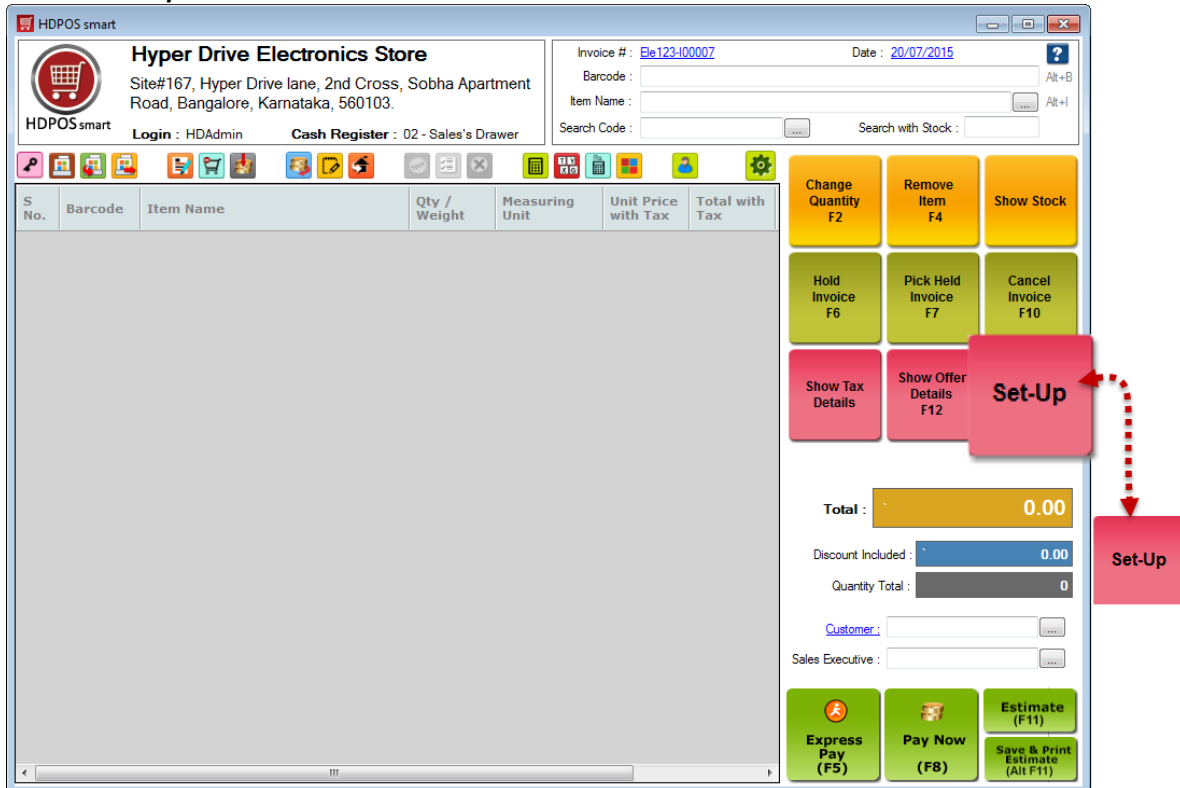 HDPOS smart
Hyper Drive Electronics Store
Site#167, Hyper Drive lane, 2nd Cross, Sobha Apartment
Road, Bangalore, Karnataka, 560103.
HDPOS smart
Login : HDAdmin Cash Register : 02 - Sales's Drawer
Invoice # : Ele123-I00007 Date : 20/07/2015 ?
Barcode : Alt+B
Item Name : ... Alt+I
Search Code : ... Search with Stock :
S No. Barcode Item Name Qty / Weight Measuring Unit Unit Price with Tax Total with Tax
Change
Quantity
F2
Remove
Item
F4
Show Stock
Hold
Invoice
F6
Pick Held
Invoice
F7
Cancel
Invoice
F10
Show Tax
Details
Show Offer
Details
F12
Set-Up
Total : 0.00
Discount Included : 0.00
Quantity Total : 0
Set-Up
Customer : ...
Sales Executive : ...
Express
Pay
(F5)
Pay Now
(F8)
Estimate
(F11)
Save & Print
Estimate
(Alt F11)